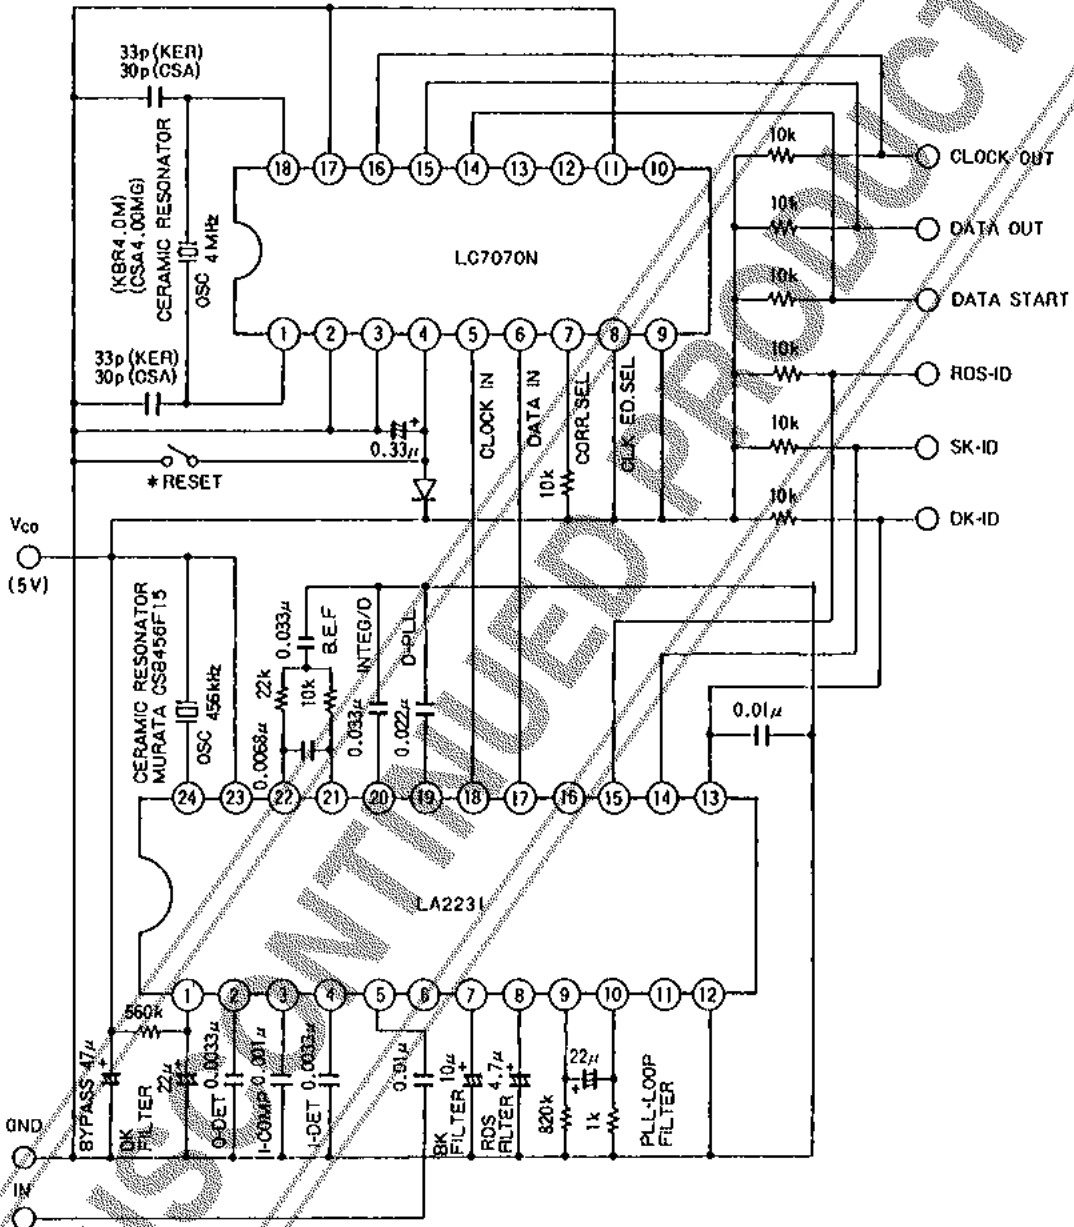 33p (KER)
30p (CSA)
(KBR4.0M)
(CSA4.00MG)
CERAMIC RESONATOR
OSC
4MHz
33p (KER)
30p (CSA)
18 17 16 15 14 13 12 11 10
LC7070N
1 2 3 4 5 6 7 8 9
10k
CLOCK OUT
10k
DATA OUT
10k
DATA START
10k
RDS-ID
10k
SK-ID
10k
DK-ID
0.33μ
+
CLOCK IN
DATA IN
CORR.SEL
CLK ED.SEL
10k
* RESET
(5V)
CERAMIC RESONATOR
MURATA CSB456F15
OSC
456kHz
0.033μ
B.E.F
22k
10k
0.0068μ
INTEG/D
0.033μ
D-PLL
0.022μ
0.01μ
24 23 22 21 20 19 18 17 16 15 14 13
LA2231
1 2 3 4 5 6 7 8 9 10 11 12
560k
BYPASS 47μ
+
DK
FILTER
22μ
+
Q-DET 0.0033μ
I-COMP 0.001μ
I-DET 0.0033μ
0.01μ
BK
FILTER
10μ
+
RDS
FILTER
4.7μ
+
22μ
+
820k
1k
PLL-LOOP
FILTER
GND
IN
DISCONTINUED PRODUCT